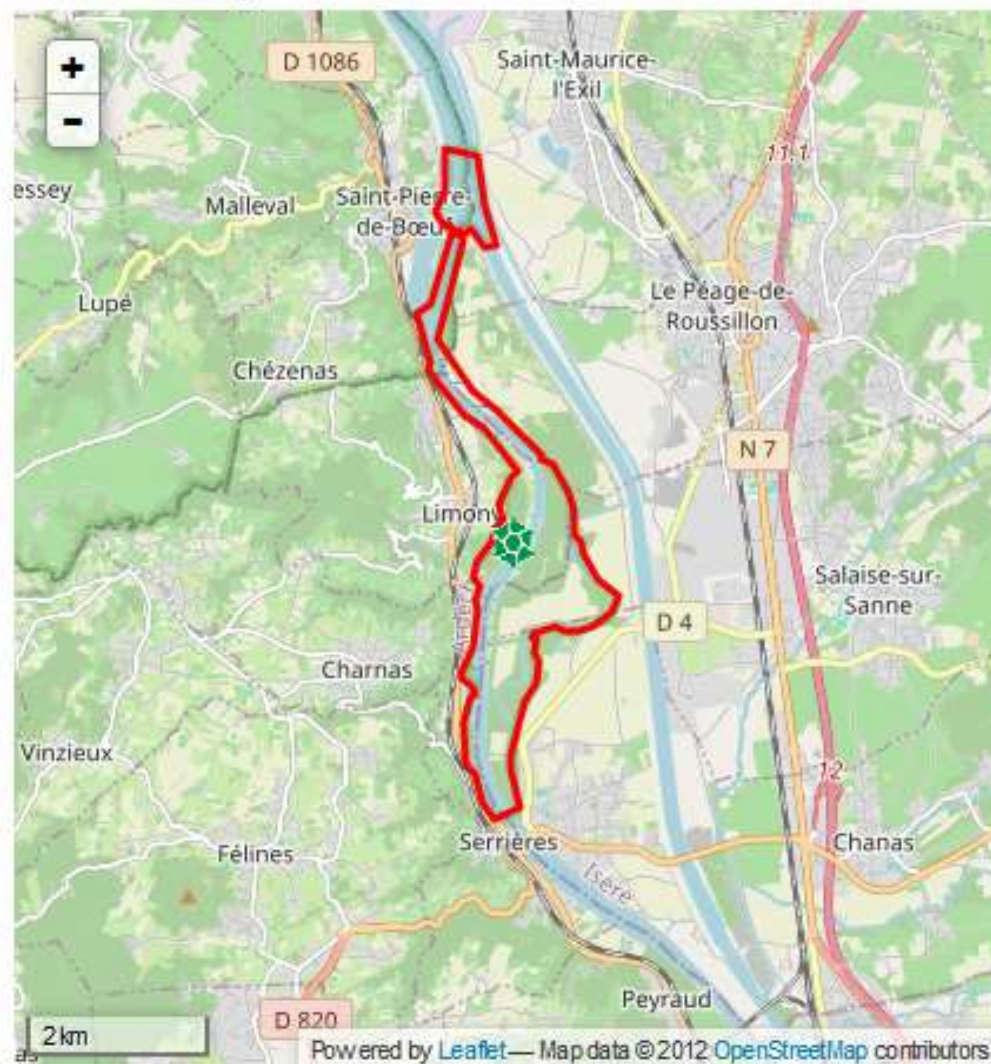 +
-
D 1086
Saint-Maurice-
l'Exil
11.1
essey
Malleval
Saint-Pierre-
de-Bœuf
Lupé
Le Péage-de-
Roussillon
Chézenas
N 7
Limony
Salaise-sur-
Sanne
D 4
Charnas
Vinzieux
12
Serrières
Chanas
Félines
Isère
Peyraud
2 km
D 820
as
Powered by Leaflet — Map data © 2012 OpenStreetMap contributors